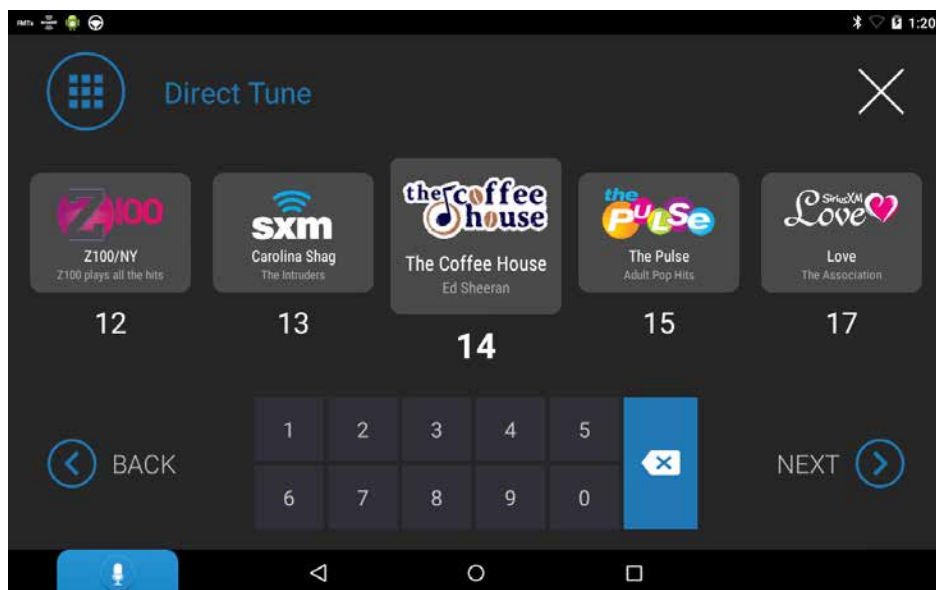 1:20
Direct Tune
Z100
Z100/NY
Z100 plays all the hits
12
sxm
Carolina Shag
The Intruders
13
the coffee
house
The Coffee House
Ed Sheeran
14
the
PULSe
The Pulse
Adult Pop Hits
15
SiriusXM
Love
Love
The Association
17
BACK
1 2 3 4 5
6 7 8 9 0
NEXT